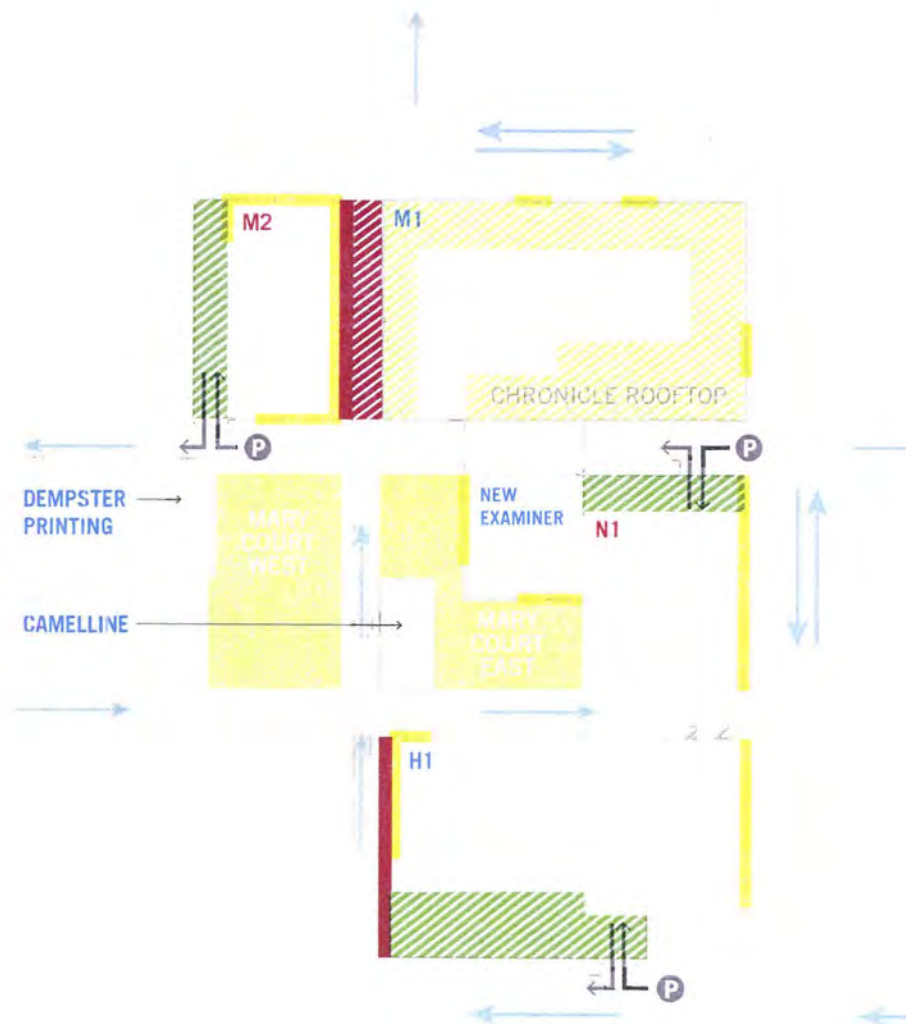 M2
M1
CHRONICLE ROOFTOP
P
P
DEMPSTER
PRINTING
MARY
COURT
WEST
NEW
EXAMINER
N1
CAMELLINE
MARY
COURT
EAST
H1
P